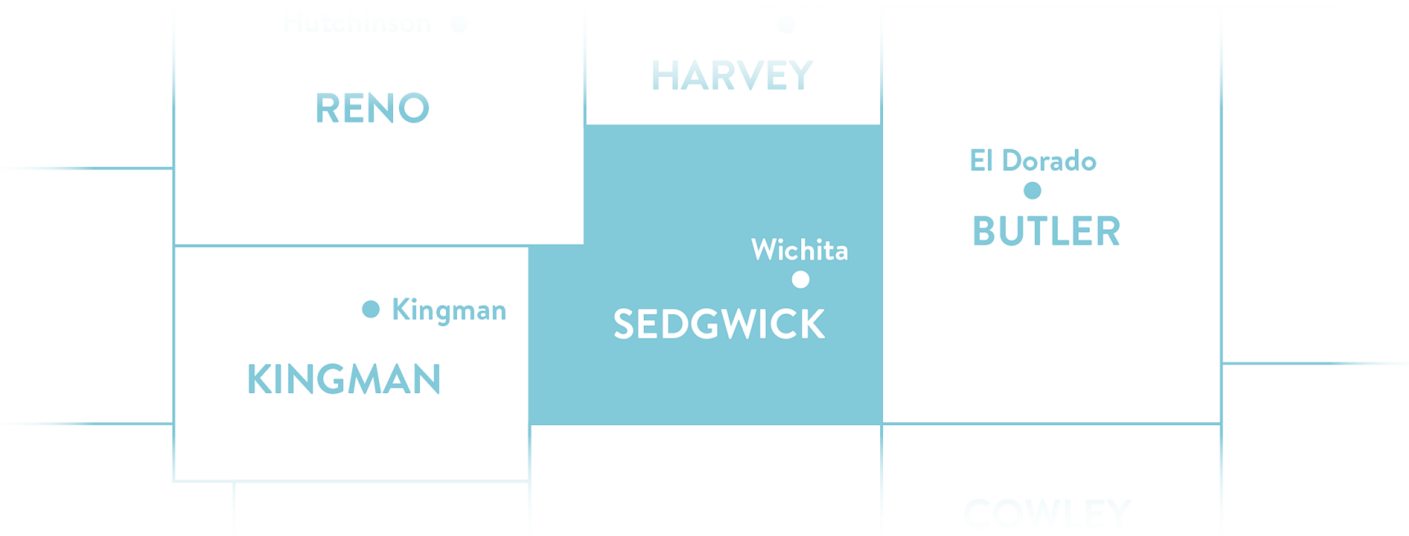 Hutchinson
HARVEY
RENO
El Dorado
BUTLER
Wichita
SEDGWICK
Kingman
KINGMAN
COWLEY